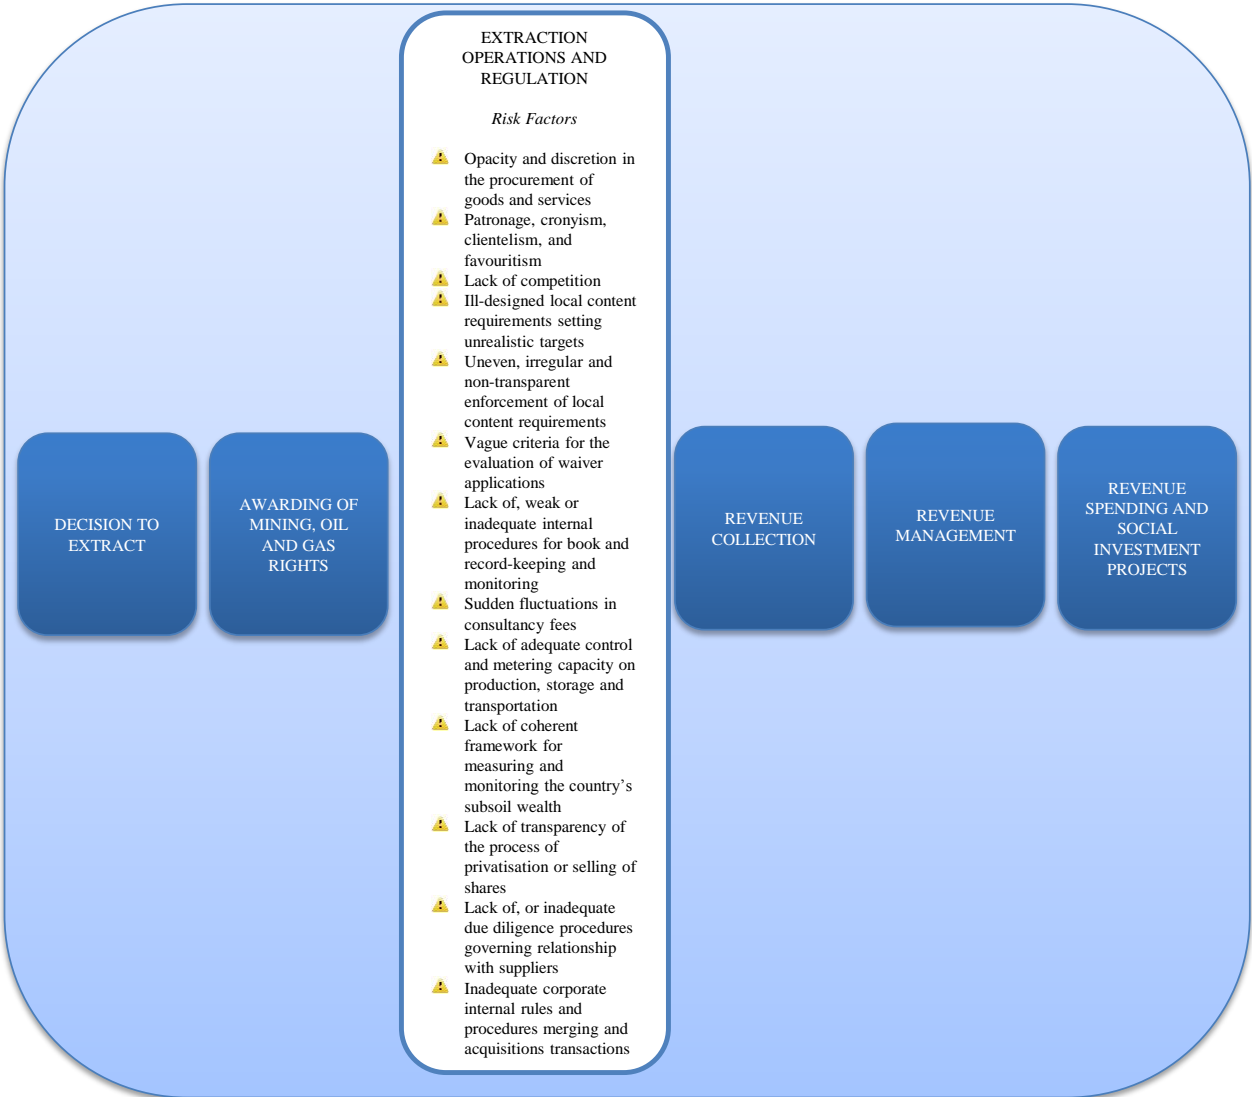 DECISION TO
EXTRACT
AWARDING OF
MINING, OIL
AND GAS
RIGHTS
EXTRACTION
OPERATIONS AND
REGULATION
Risk Factors
Opacity and discretion in
the procurement of
goods and services
Patronage, cronyism,
clientelism, and
favouritism
Lack of competition
Ill-designed local content
requirements setting
unrealistic targets
Uneven, irregular and
non-transparent
enforcement of local
content requirements
Vague criteria for the
evaluation of waiver
applications
Lack of, weak or
inadequate internal
procedures for book and
record-keeping and
monitoring
Sudden fluctuations in
consultancy fees
Lack of adequate control
and metering capacity on
production, storage and
transportation
Lack of coherent
framework for
measuring and
monitoring the country’s
subsoil wealth
Lack of transparency of
the process of
privatisation or selling of
shares
Lack of, or inadequate
due diligence procedures
governing relationship
with suppliers
Inadequate corporate
internal rules and
procedures merging and
acquisitions transactions
REVENUE
COLLECTION
REVENUE
MANAGEMENT
REVENUE
SPENDING AND
SOCIAL
INVESTMENT
PROJECTS